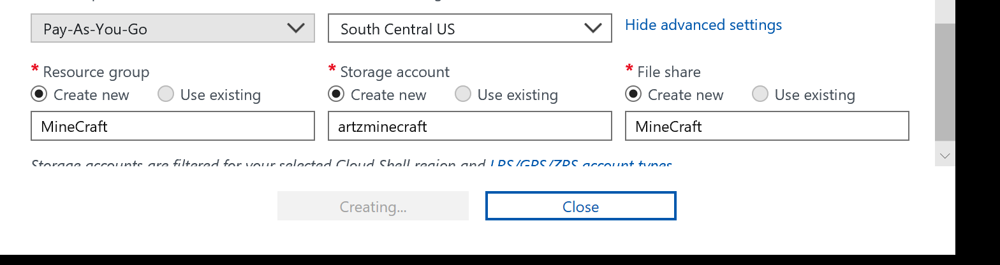 Pay-As-You-Go South Central US Hide advanced settings
* Resource group * Storage account * File share
Create new Use existing Create new Use existing Create new Use existing
MineCraft artzminecraft MineCraft
Storage accounts are filtered for your selected Cloud Shell region and LRS/GRS/ZRS account types
Creating... Close